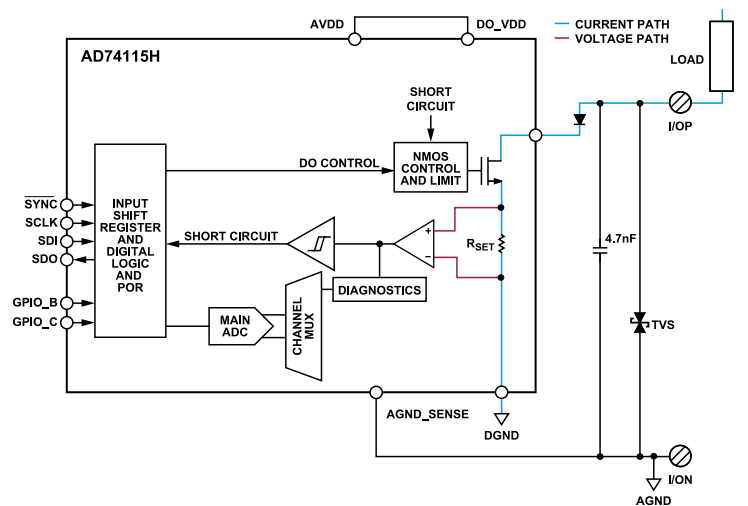 AVDD
DO_VDD
CURRENT PATH
VOLTAGE PATH
AD74115H
LOAD
SHORT
CIRCUIT
I/OP
DO CONTROL
NMOS
CONTROL
AND LIMIT
SYNC
SCLK
SDI
SDO
GPIO_B
GPIO_C
INPUT
SHIFT
REGISTER
AND
DIGITAL
LOGIC
AND
POR
SHORT CIRCUIT
+
–
RSET
4.7nF
DIAGNOSTICS
MAIN
ADC
CHANNEL
MUX
TVS
AGND_SENSE
DGND
I/ON
AGND